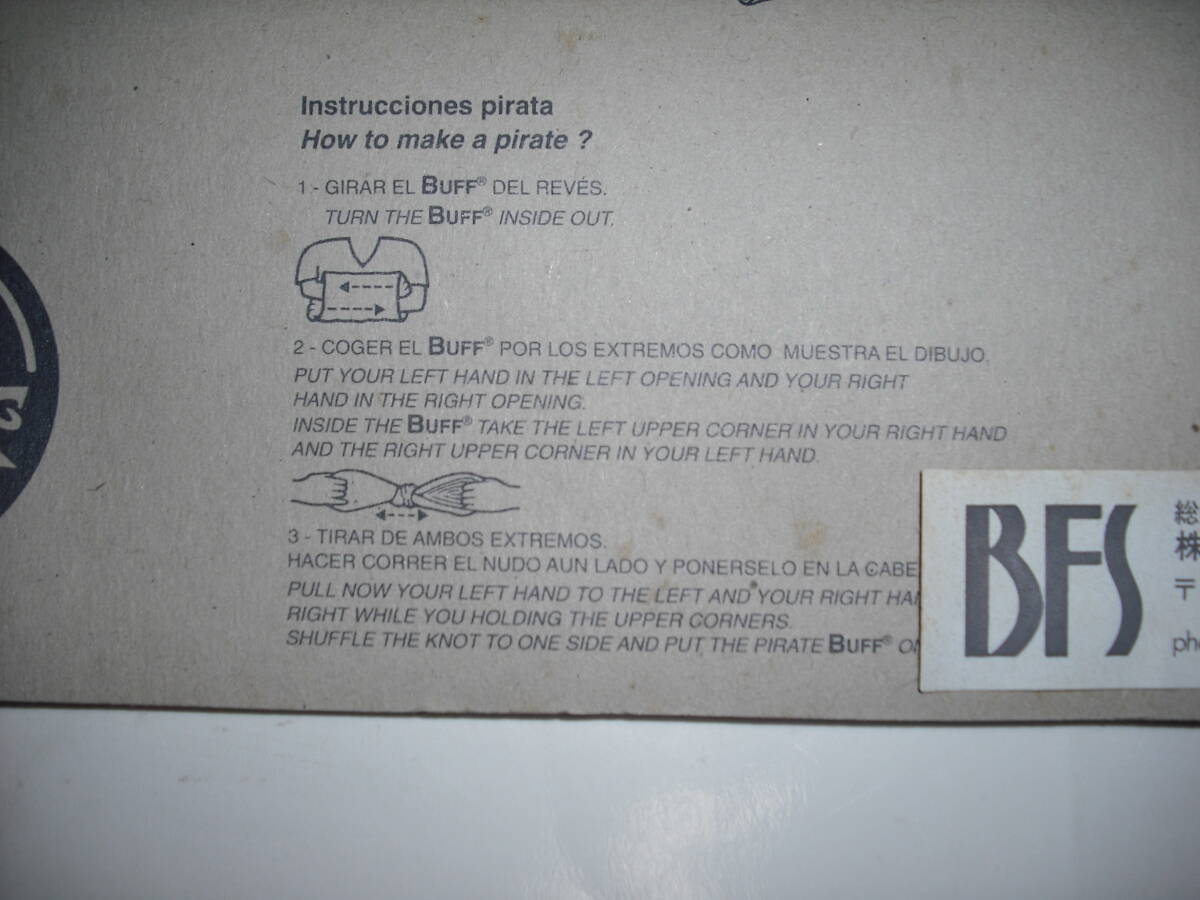 Instrucciones pirata
How to make a pirate ?
1 - GIRAR EL BUFF® DEL REVÉS.
TURN THE BUFF® INSIDE OUT.
2 - COGER EL BUFF® POR LOS EXTREMOS COMO MUESTRA EL DIBUJO.
PUT YOUR LEFT HAND IN THE LEFT OPENING AND YOUR RIGHT
HAND IN THE RIGHT OPENING.
INSIDE THE BUFF® TAKE THE LEFT UPPER CORNER IN YOUR RIGHT HAND
AND THE RIGHT UPPER CORNER IN YOUR LEFT HAND.
3 - TIRAR DE AMBOS EXTREMOS.
HACER CORRER EL NUDO AUN LADO Y PONERSELO EN LA CABE
PULL NOW YOUR LEFT HAND TO THE LEFT AND YOUR RIGHT HA
RIGHT WHILE YOU HOLDING THE UPPER CORNERS.
SHUFFLE THE KNOT TO ONE SIDE AND PUT THE PIRATE BUFF® O
BFS
総
株
〒
pho
S